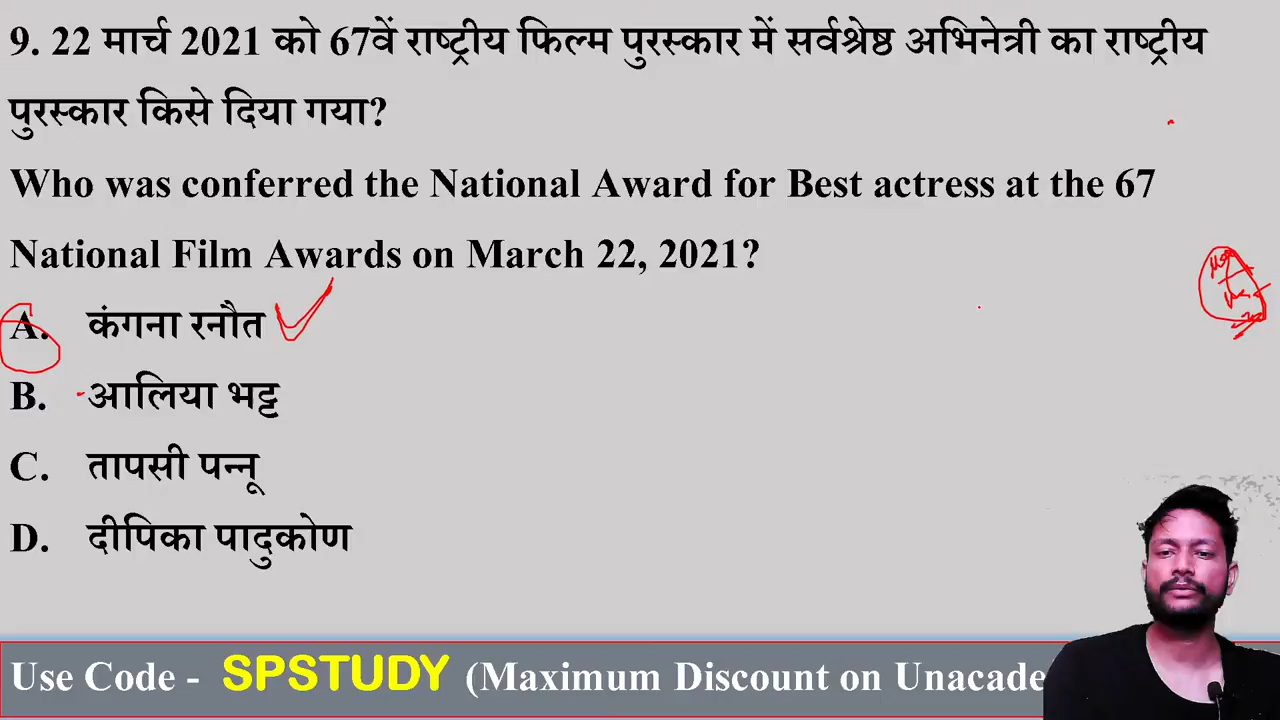 9. 22 मार्च 2021 को 67वें राष्ट्रीय फिल्म पुरस्कार में सर्वश्रेष्ठ अभिनेत्री का राष्ट्रीय
पुरस्कार किसे दिया गया?
Who was conferred the National Award for Best actress at the 67
National Film Awards on March 22, 2021?
A. कंगना रनौत
B. आलिया भट्ट
C. तापसी पन्नू
D. दीपिका पादुकोण
Use Code - SPSTUDY (Maximum Discount on Unacade